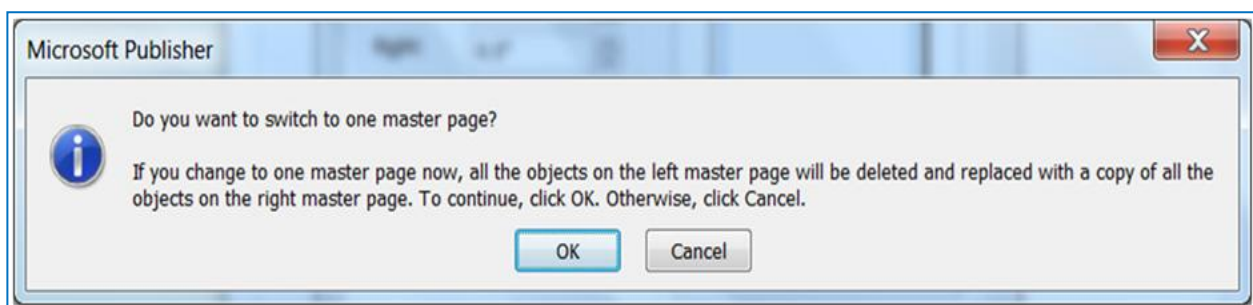 Microsoft Publisher
Do you want to switch to one master page?
If you change to one master page now, all the objects on the left master page will be deleted and replaced with a copy of all the
objects on the right master page. To continue, click OK. Otherwise, click Cancel.
OK
Cancel